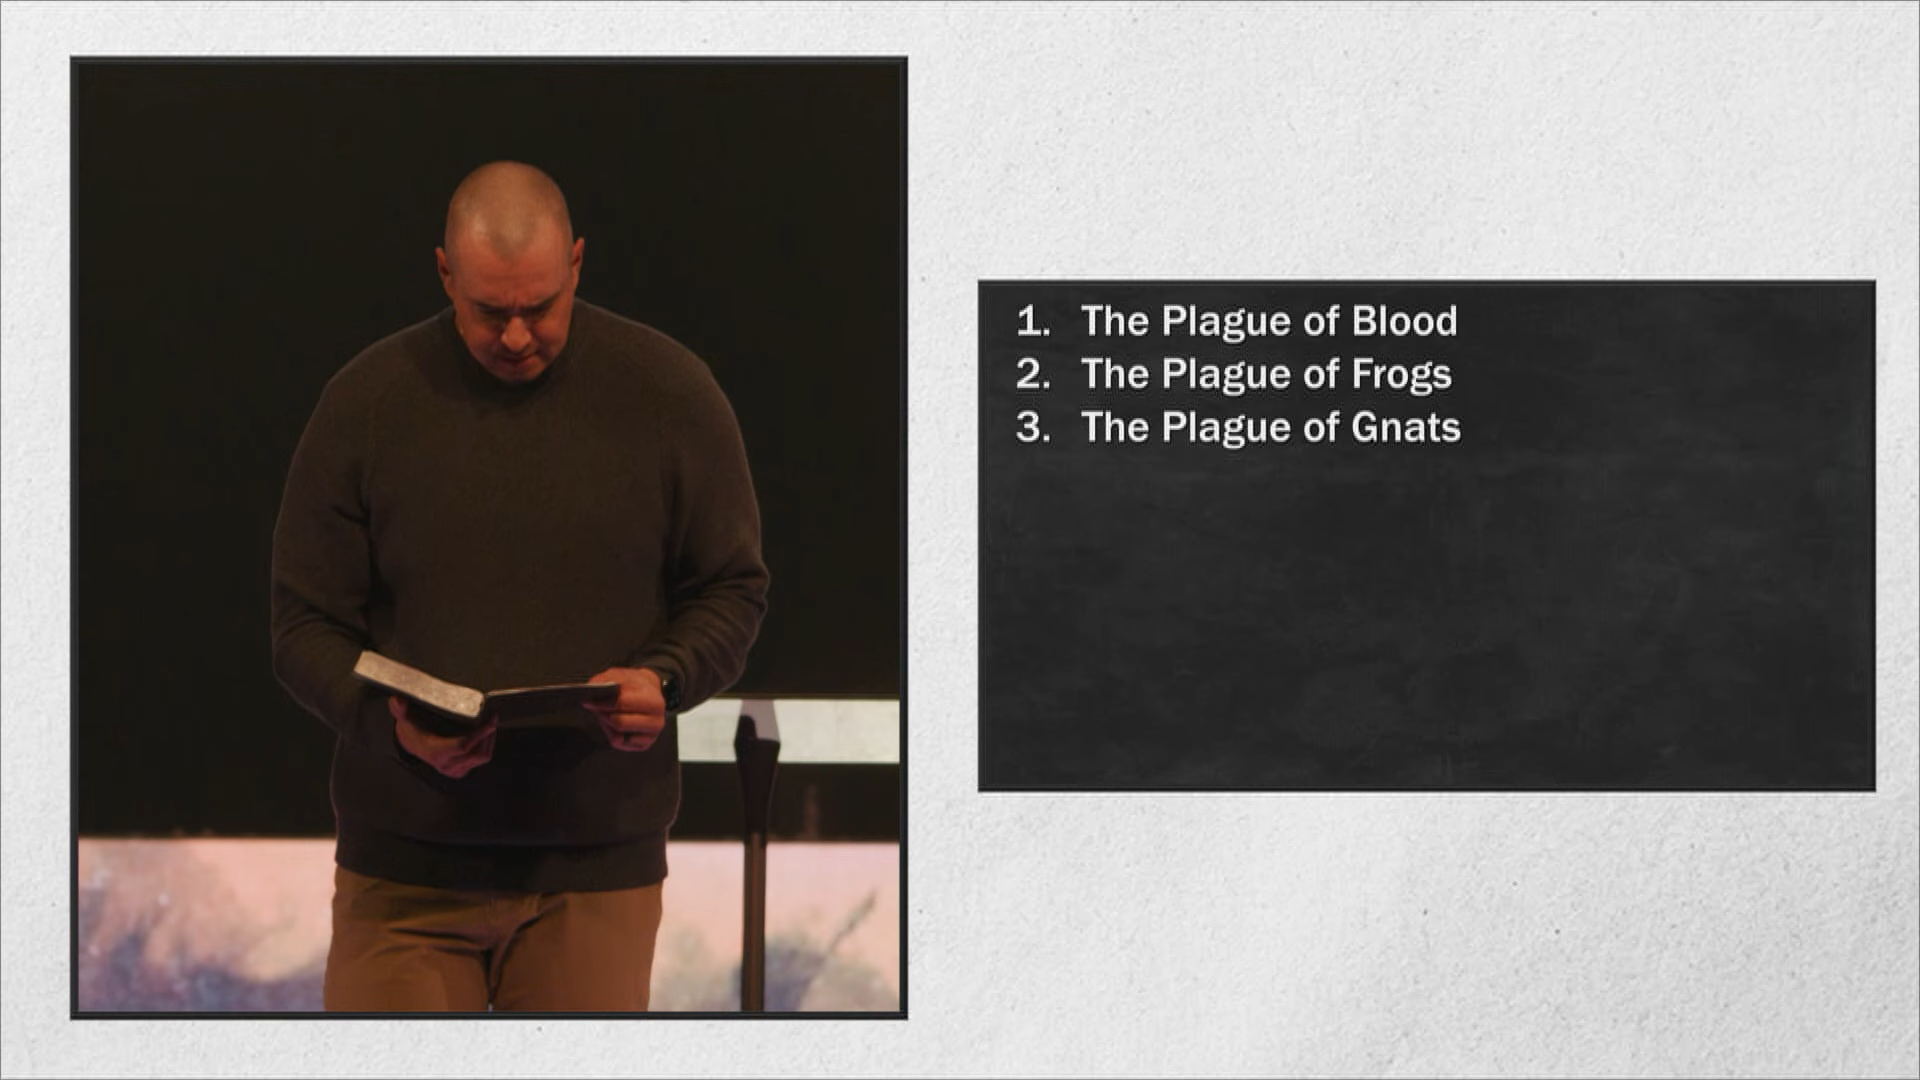 1. The Plague of Blood
2. The Plague of Frogs
3. The Plague of Gnats